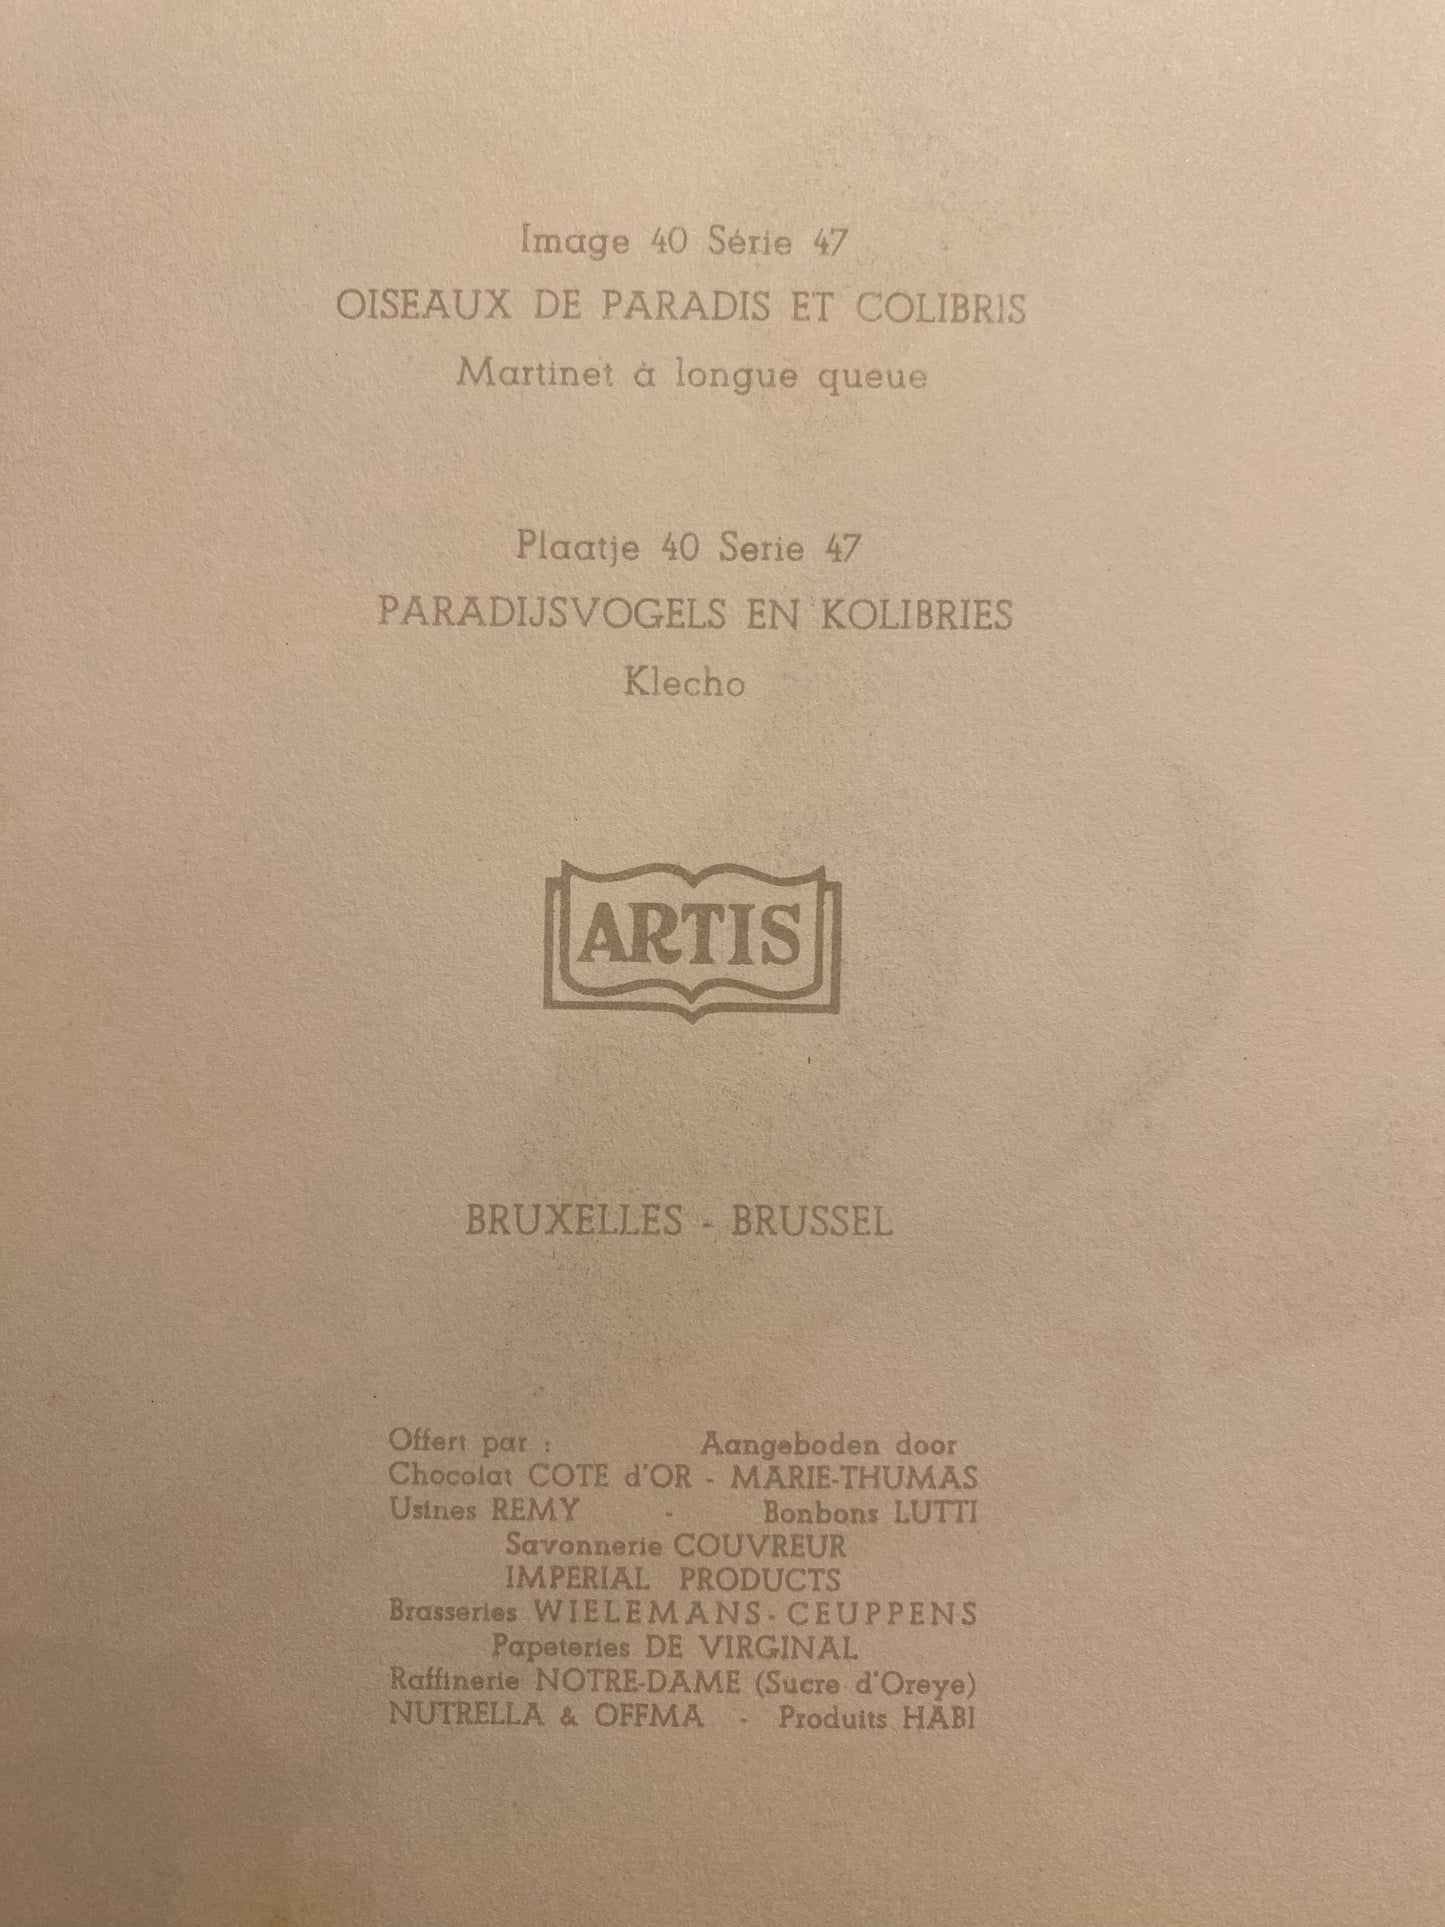 Image 40 Série 47
OISEAUX DE PARADIS ET COLIBRIS
Martinet à longue queue
Plaatje 40 Serie 47
PARADIJSVOGELS EN KOLIBRIES
Klecho
ARTIS
BRUXELLES - BRUSSEL
Offert par : Aangeboden door
Chocolat COTE d'OR - MARIE-THUMAS
Usines REMY - Bonbons LUTTI
Savonnerie COUVREUR
IMPERIAL PRODUCTS
Brasseries WIELEMANS-CEUPPENS
Papeteries DE VIRGINAL
Raffinerie NOTRE-DAME (Sucre d'Oreye)
NUTRELLA & OFFMA - Produits HABI